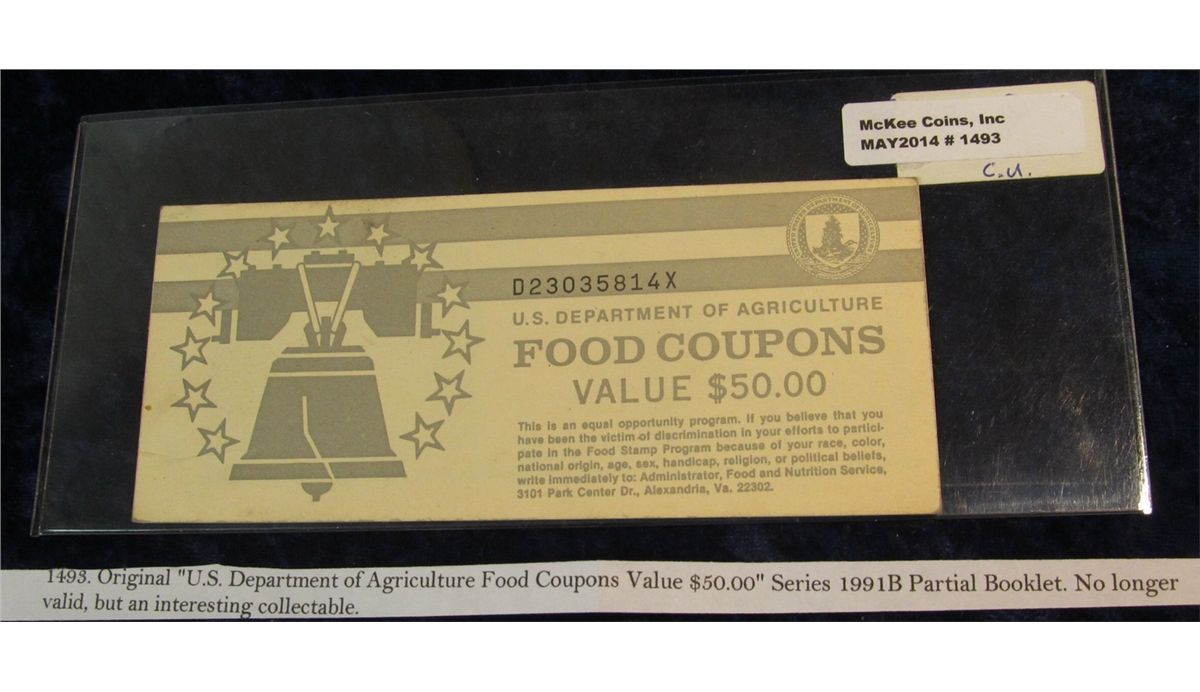 McKee Coins, Inc
MAY2014 # 1493
C.U.
D23035814X
U.S. DEPARTMENT OF AGRICULTURE
FOOD COUPONS
VALUE $50.00
This is an equal opportunity program. If you believe that you
have been the victim of discrimination in your efforts to partici-
pate in the Food Stamp Program because of your race, color,
national origin, age, sex, handicap, religion, or political beliefs,
write immediately to: Administrator, Food and Nutrition Service,
3101 Park Center Dr., Alexandria, Va. 22302.
1493. Original "U.S. Department of Agriculture Food Coupons Value $50.00" Series 1991B Partial Booklet. No longer
valid, but an interesting collectable.